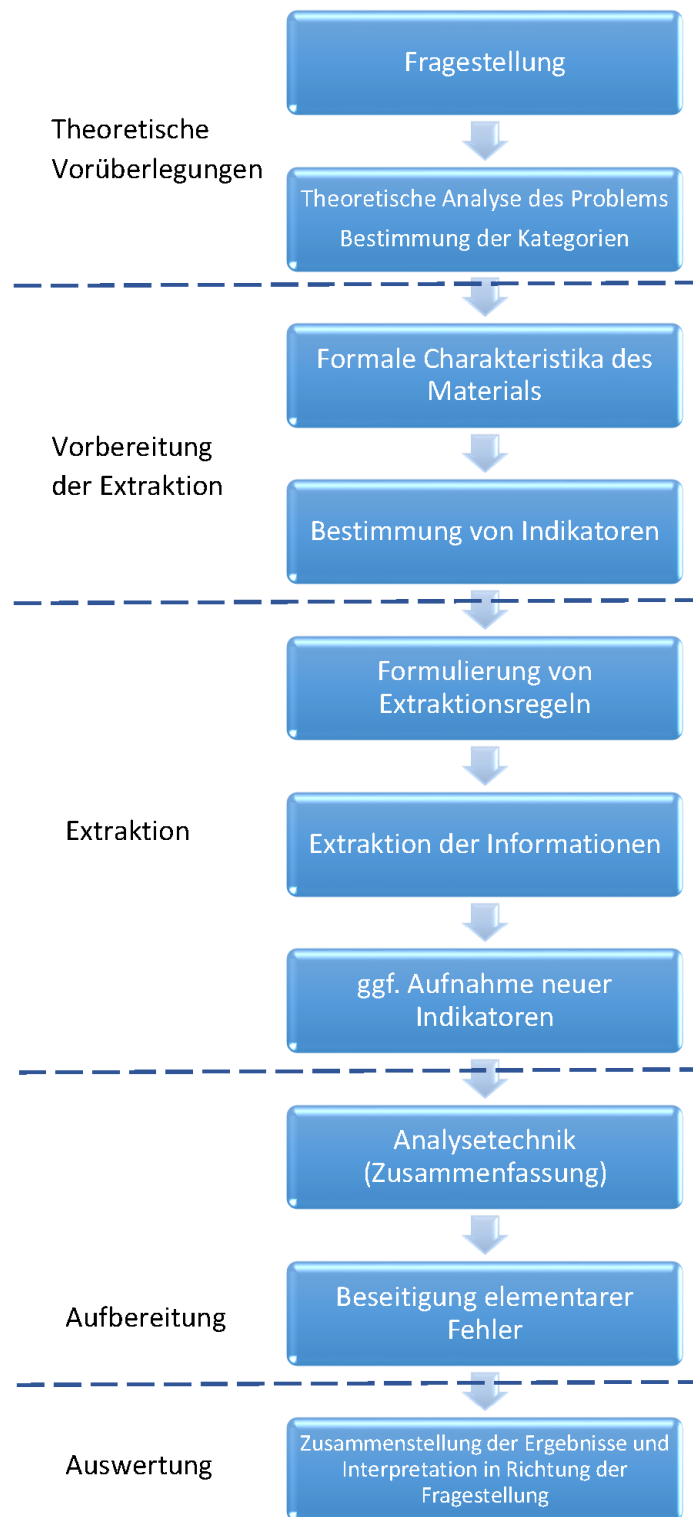 Fragestellung
Theoretische
Vorüberlegungen
Theoretische Analyse des Problems
Bestimmung der Kategorien
Formale Charakteristika des
Materials
Vorbereitung
der Extraktion
Bestimmung von Indikatoren
Formulierung von
Extraktionsregeln
Extraktion
Extraktion der Informationen
ggf. Aufnahme neuer
Indikatoren
Analysetechnik
(Zusammenfassung)
Aufbereitung
Beseitigung elementarer
Fehler
Auswertung
Zusammenstellung der Ergebnisse und
Interpretation in Richtung der
Fragestellung